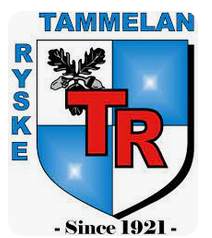 TAMMELAN
RYSKE
TR
- Since 1921 -